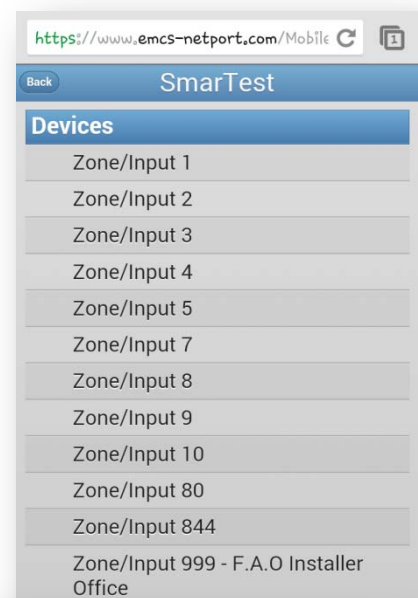 https://www.emcs-netport.com/Mobile
1
Back
SmarTest
Devices
Zone/Input 1
Zone/Input 2
Zone/Input 3
Zone/Input 4
Zone/Input 5
Zone/Input 7
Zone/Input 8
Zone/Input 9
Zone/Input 10
Zone/Input 80
Zone/Input 844
Zone/Input 999 - F.A.O Installer
Office